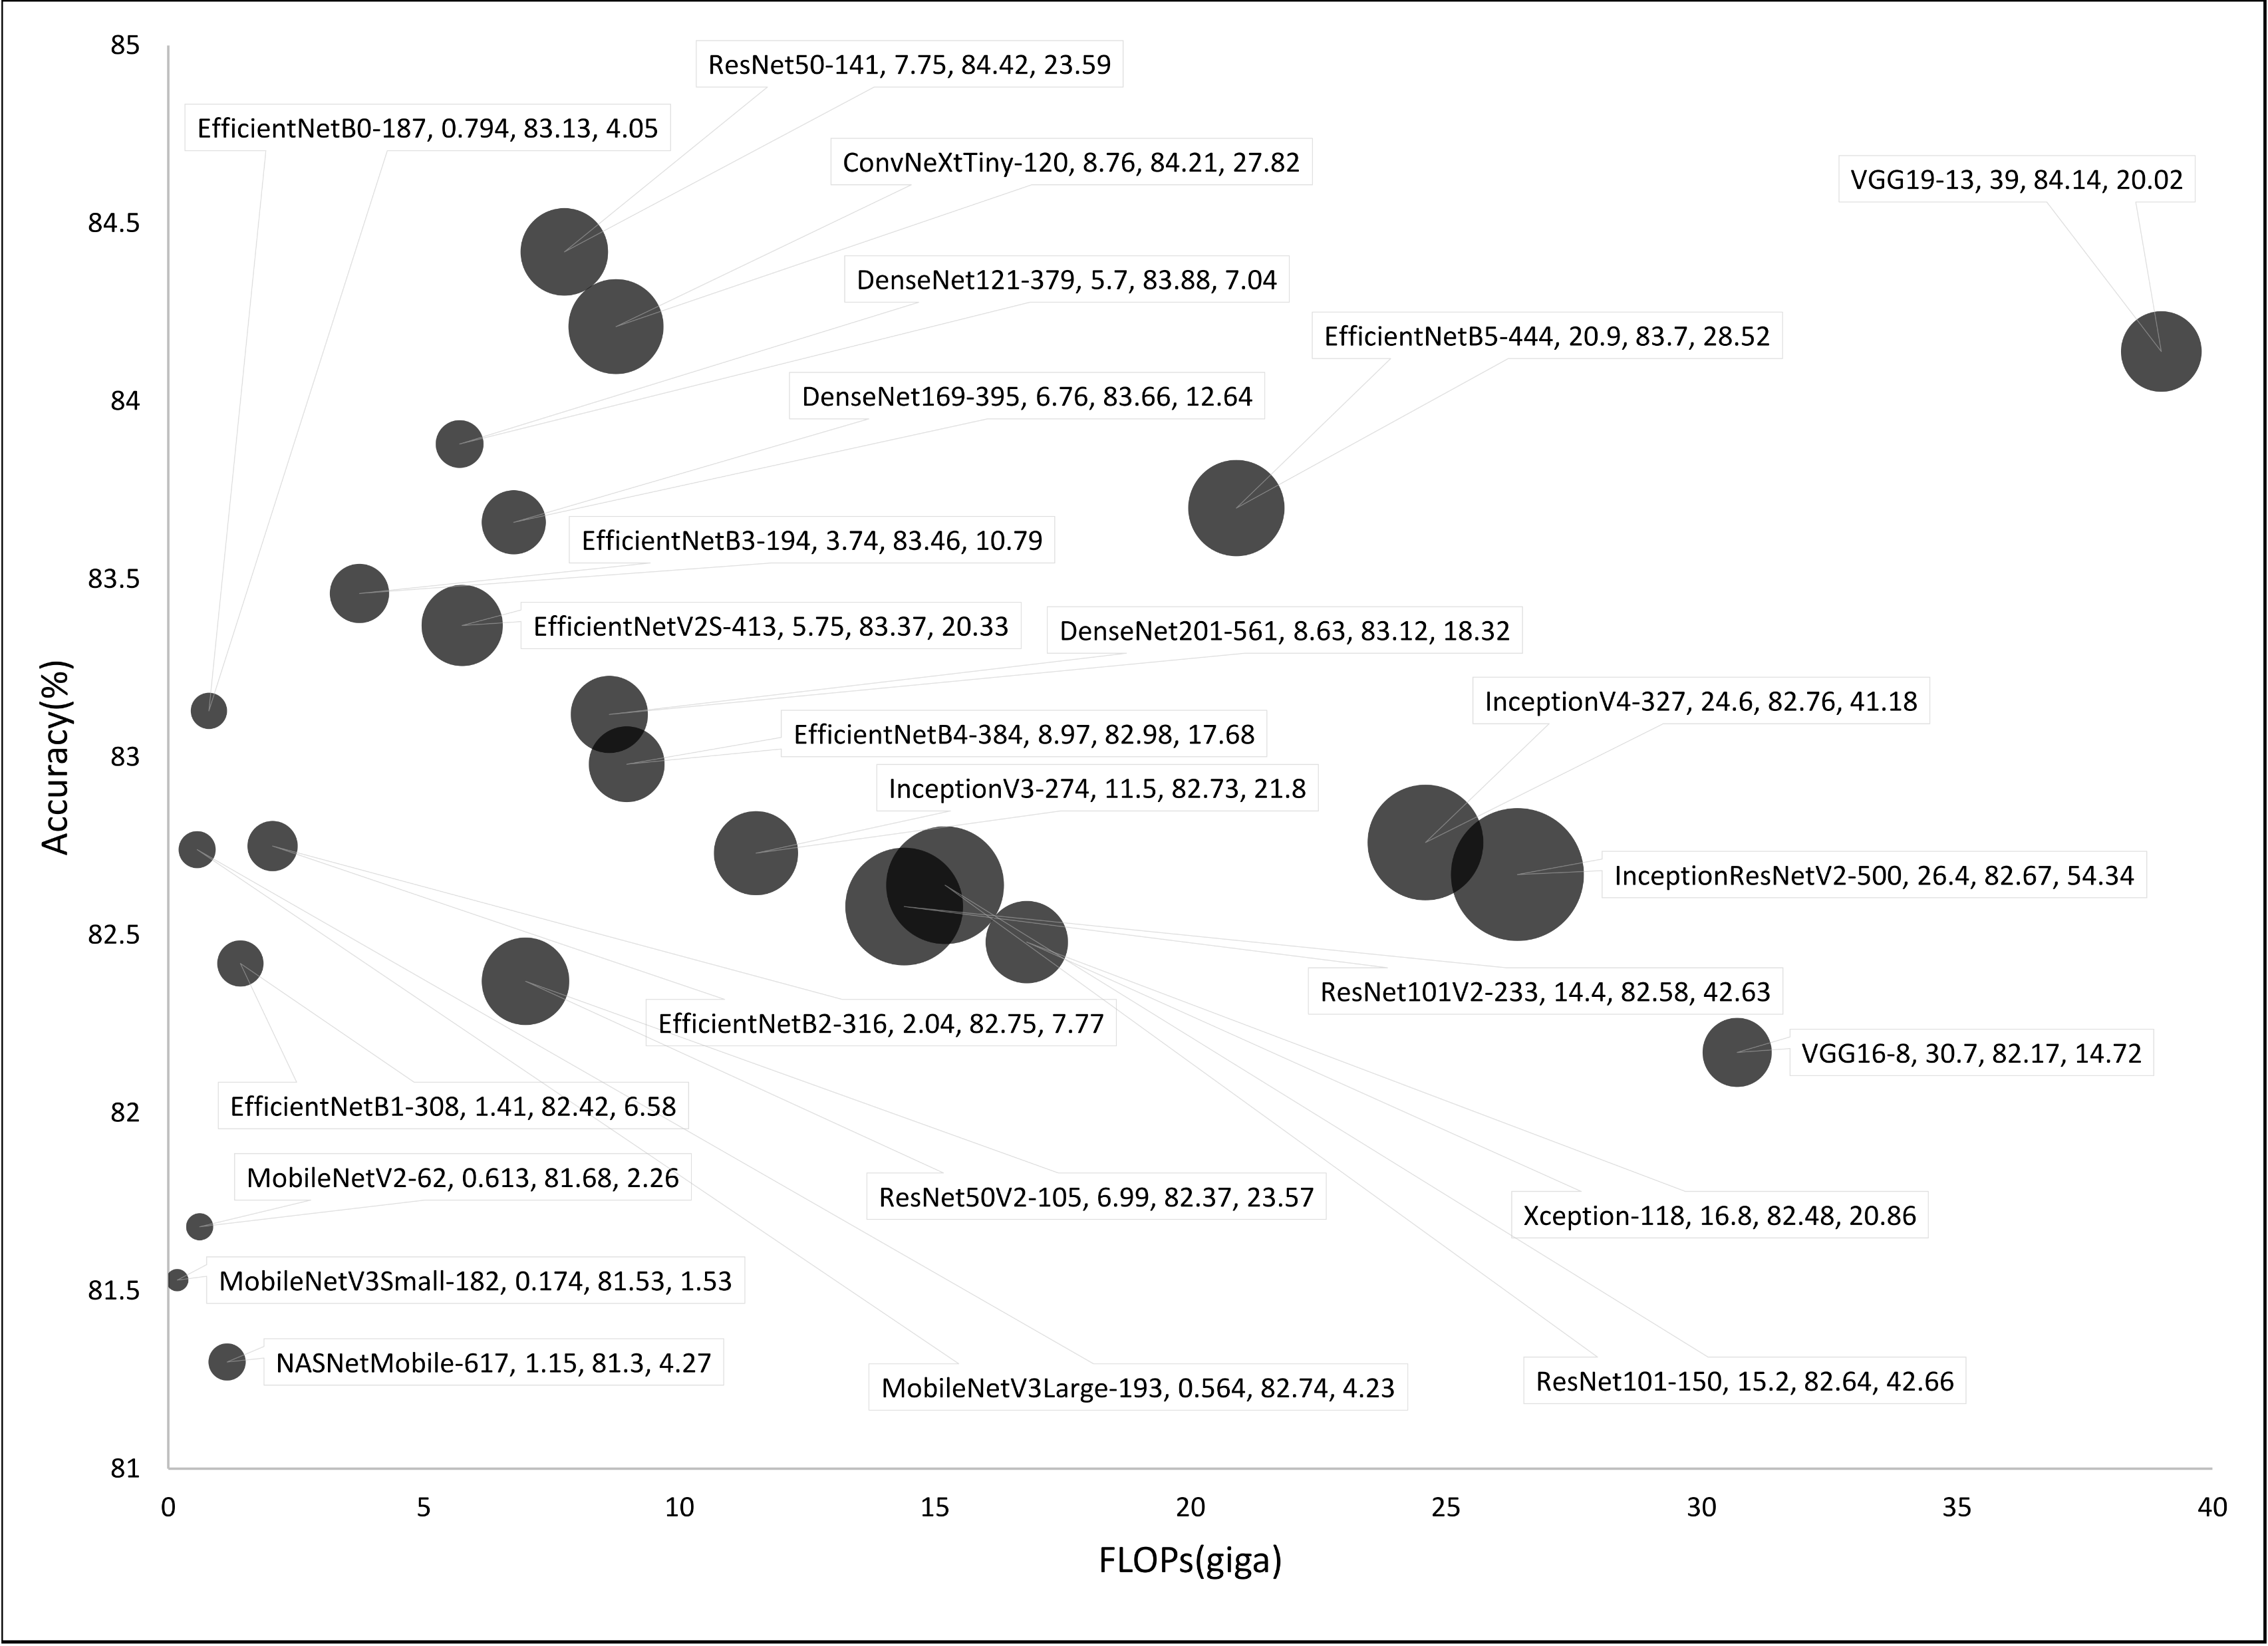 85
ResNet50-141, 7.75, 84.42, 23.59
EfficientNetB0-187, 0.794, 83.13, 4.05
ConvNeXtTiny-120, 8.76, 84.21, 27.82
VGG19-13, 39, 84.14, 20.02
84.5
DenseNet121-379, 5.7, 83.88, 7.04
EfficientNetB5-444, 20.9, 83.7, 28.52
84
DenseNet169-395, 6.76, 83.66, 12.64
EfficientNetB3-194, 3.74, 83.46, 10.79
83.5
EfficientNetV2S-413, 5.75, 83.37, 20.33
DenseNet201-561, 8.63, 83.12, 18.32
Accuracy(%)
InceptionV4-327, 24.6, 82.76, 41.18
EfficientNetB4-384, 8.97, 82.98, 17.68
83
InceptionV3-274, 11.5, 82.73, 21.8
InceptionResNetV2-500, 26.4, 82.67, 54.34
82.5
ResNet101V2-233, 14.4, 82.58, 42.63
EfficientNetB2-316, 2.04, 82.75, 7.77
VGG16-8, 30.7, 82.17, 14.72
EfficientNetB1-308, 1.41, 82.42, 6.58
82
MobileNetV2-62, 0.613, 81.68, 2.26
ResNet50V2-105, 6.99, 82.37, 23.57
Xception-118, 16.8, 82.48, 20.86
MobileNetV3Small-182, 0.174, 81.53, 1.53
81.5
NASNetMobile-617, 1.15, 81.3, 4.27
MobileNetV3Large-193, 0.564, 82.74, 4.23
ResNet101-150, 15.2, 82.64, 42.66
81
0 5 10 15 20 25 30 35 40
FLOPs(giga)